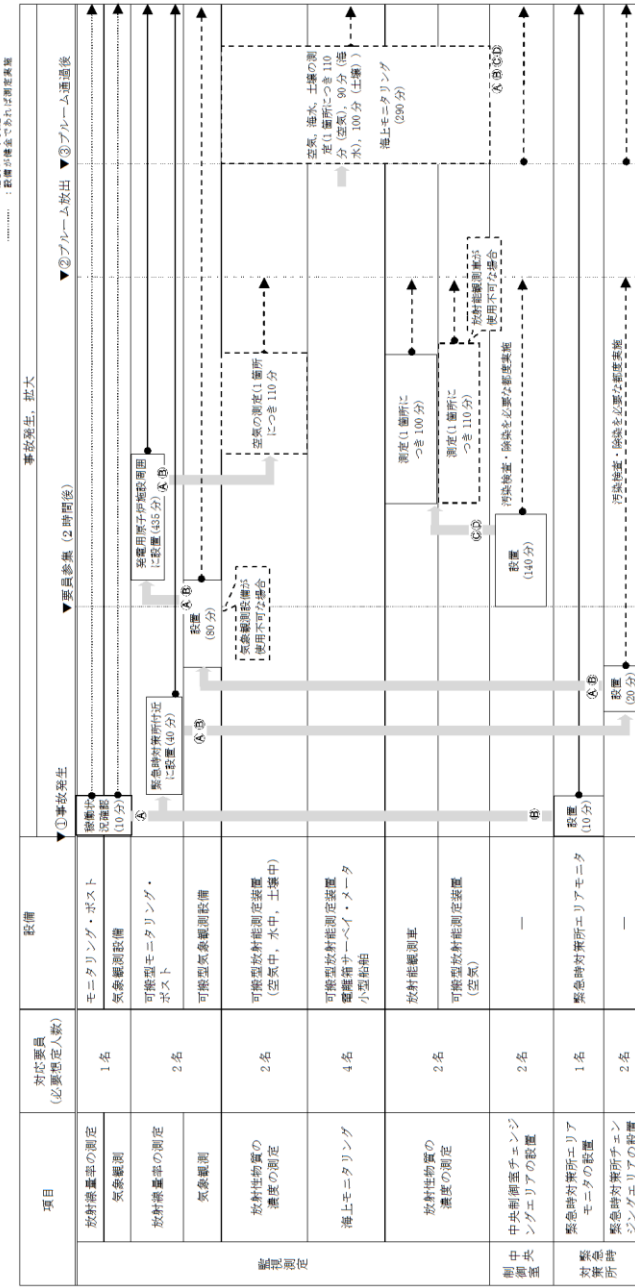 ：設備が健全であれば測定実施
項目
対応要員
(必要想定人数)
設備
事故発生，拡大
▼①事故発生
▼要員参集（2時間後）
▼②プルーム放出
▼③プルーム通過後
監視測定
放射線量率の測定
1名
モニタリング・ポスト
稼働状
況確認
(10分)
気象観測
気象観測設備
放射線量率の測定
2名
可搬型モニタリング・
ポスト
緊急時対策所付近
に設置(40分)
発電用原子炉施設周囲
に設置(435分)
気象観測
可搬型気象観測設備
設置
(80分)
気象観測設備が
使用不可な場合
放射性物質の
濃度の測定
2名
可搬型放射能測定装置
(空気中，水中，土壌中)
空気の測定(1箇所
につき110分
空気，海水，土壌の測
定(1箇所につき110
分（空気），90分（海
水），100分（土壌））
海上モニタリング
(290分)
海上モニタリング
4名
可搬型放射能測定装置
電離箱サーベイ・メータ
小型船舶
放射性物質の
濃度の測定
2名
放射能観測車
測定(1箇所に
つき100分)
可搬型放射能測定装置
(空気)
測定(1箇所に
つき110分)
放射能観測車が
使用不可な場合
中央
制御
室
中央制御室チェンジ
ングエリアの設置
2名
―
設置
(140分)
汚染検査・除染を必要な都度実施
緊急時
対策
所
緊急時対策所エリア
モニタの設置
1名
緊急時対策所エリアモニタ
設置
(10分)
緊急時対策所チェン
ジングエリアの設置
2名
―
設置
(20分)
汚染検査・除染を必要な都度実施
Ⓐ
Ⓑ
ⒶⒷ
ⒶⒷ
ⒶⒷ
ⒶⒷ
ⒸⒹ
ⒶⒷⒸⒹ